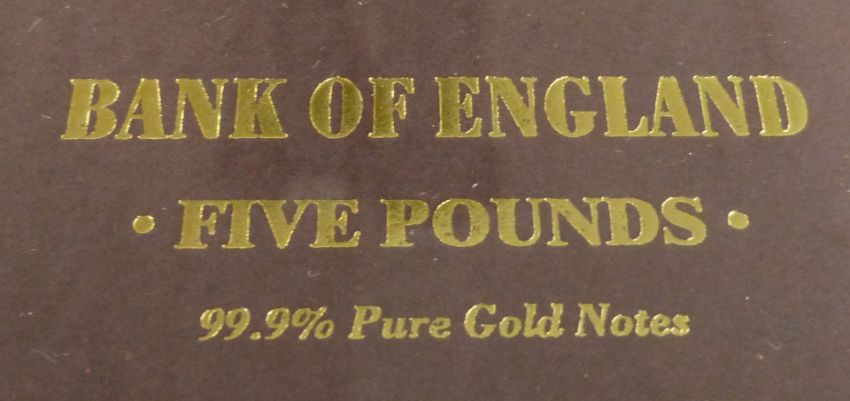 BANK OF ENGLAND
• FIVE POUNDS •
99.9% Pure Gold Notes